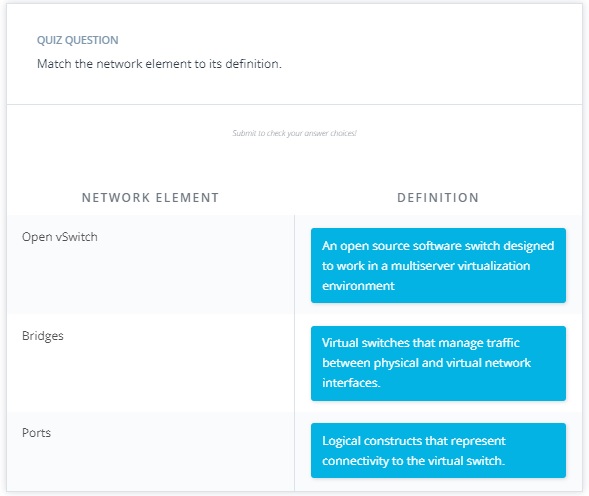 QUIZ QUESTION
Match the network element to its definition.
Submit to check your answer choices!
NETWORK ELEMENT
DEFINITION
Open vSwitch
An open source software switch designed
to work in a multiserver virtualization
environment
Bridges
Virtual switches that manage traffic
between physical and virtual network
interfaces.
Ports
Logical constructs that represent
connectivity to the virtual switch.